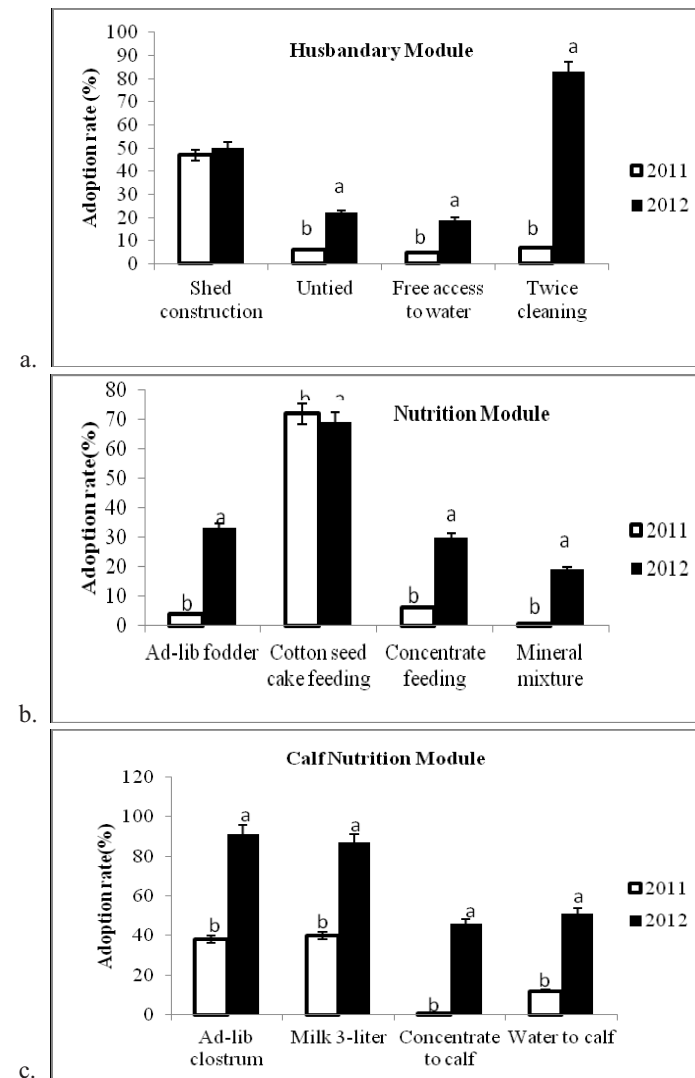 Husbandary Module
Adoption rate (%)
100
90
80
70
60
50
40
30
20
10
0
b
a
b
a
b
a
2011
2012
Shed construction
Untied
Free access to water
Twice cleaning
a.
Nutrition Module
Adoption rate(%)
80
70
60
50
40
30
20
10
0
b
a
b
a
b
a
b
a
2011
2012
Ad-lib fodder
Cotton seed cake feeding
Concentrate feeding
Mineral mixture
b.
Calf Nutrition Module
Adoption rate(%)
120
100
80
60
40
20
0
b
a
b
a
b
a
b
a
2011
2012
Ad-lib clostrum
Milk 3-liter
Concentrate to calf
Water to calf
c.